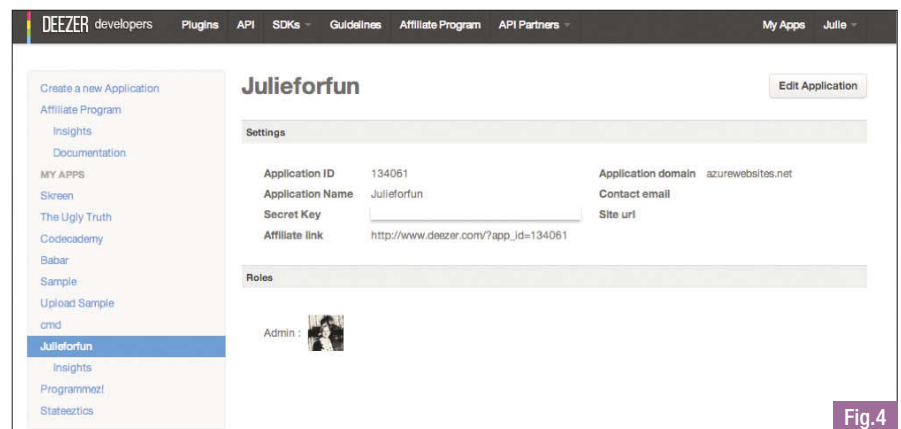 DEEZER developers Plugins API SDKs Guidelines Affiliate Program API Partners My Apps Julie
Create a new Application
Affiliate Program
Insights
Documentation
MY APPS
Skreen
The Ugly Truth
Codecademy
Babar
Sample
Upload Sample
cmd
Julieforfun
Insights
Programmez!
Stateeztics
Julieforfun
Edit Application
Settings
Application ID 134061
Application Name Julieforfun
Secret Key
Affiliate link http://www.deezer.com/?app_id=134061
Application domain azurewebsites.net
Contact email
Site url
Roles
Admin :
Fig.4